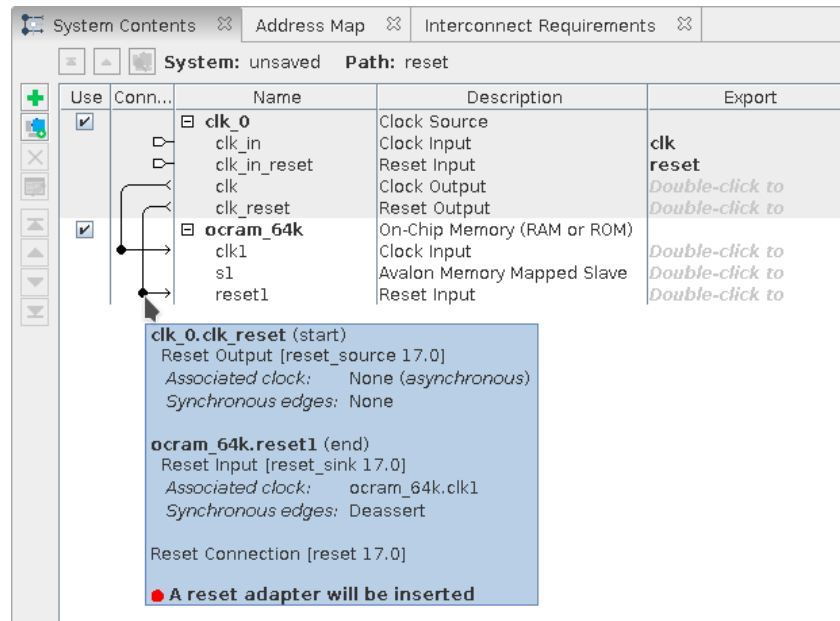 System Contents Address Map Interconnect Requirements
System: unsaved Path: reset
Use Conn... Name Description Export
clk_0 Clock Source
clk_in Clock Input clk
clk_in_reset Reset Input reset
clk Clock Output Double-click to
clk_reset Reset Output Double-click to
ocram_64k On-Chip Memory (RAM or ROM)
clk1 Clock Input Double-click to
s1 Avalon Memory Mapped Slave Double-click to
reset1 Reset Input Double-click to
clk_0.clk_reset (start)
Reset Output [reset_source 17.0]
Associated clock: None (asynchronous)
Synchronous edges: None
ocram_64k.reset1 (end)
Reset Input [reset_sink 17.0]
Associated clock: ocram_64k.clk1
Synchronous edges: Deassert
Reset Connection [reset 17.0]
A reset adapter will be inserted